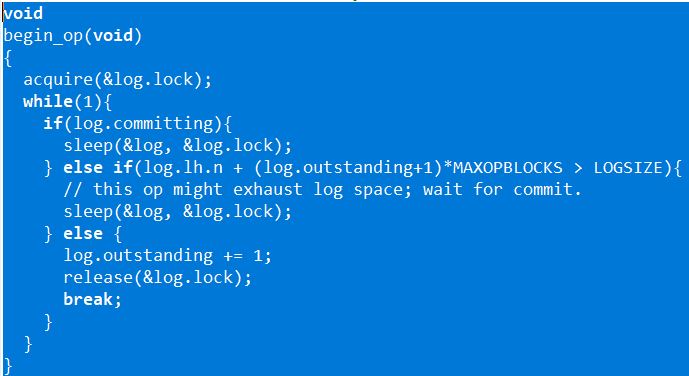 void
begin_op(void)
{
  acquire(&log.lock);
  while(1){
    if(log.committing){
      sleep(&log, &log.lock);
    } else if(log.lh.n + (log.outstanding+1)*MAXOPBLOCKS > LOGSIZE){
      // this op might exhaust log space; wait for commit.
      sleep(&log, &log.lock);
    } else {
      log.outstanding += 1;
      release(&log.lock);
      break;
    }
  }
}